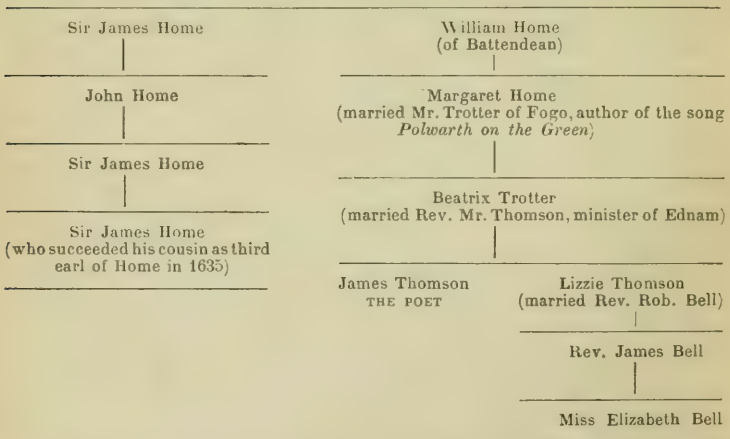 Sir James Home
John Home
Sir James Home
Sir James Home
(who succeeded his cousin as third
earl of Home in 1635)
William Home
(of Battendean)
Margaret Home
(married Mr. Trotter of Fogo, author of the song
Polwarth on the Green)
Beatrix Trotter
(married Rev. Mr. Thomson, minister of Ednam)
James Thomson
THE POET
Lizzie Thomson
(married Rev. Rob. Bell)
Rev. James Bell
Miss Elizabeth Bell